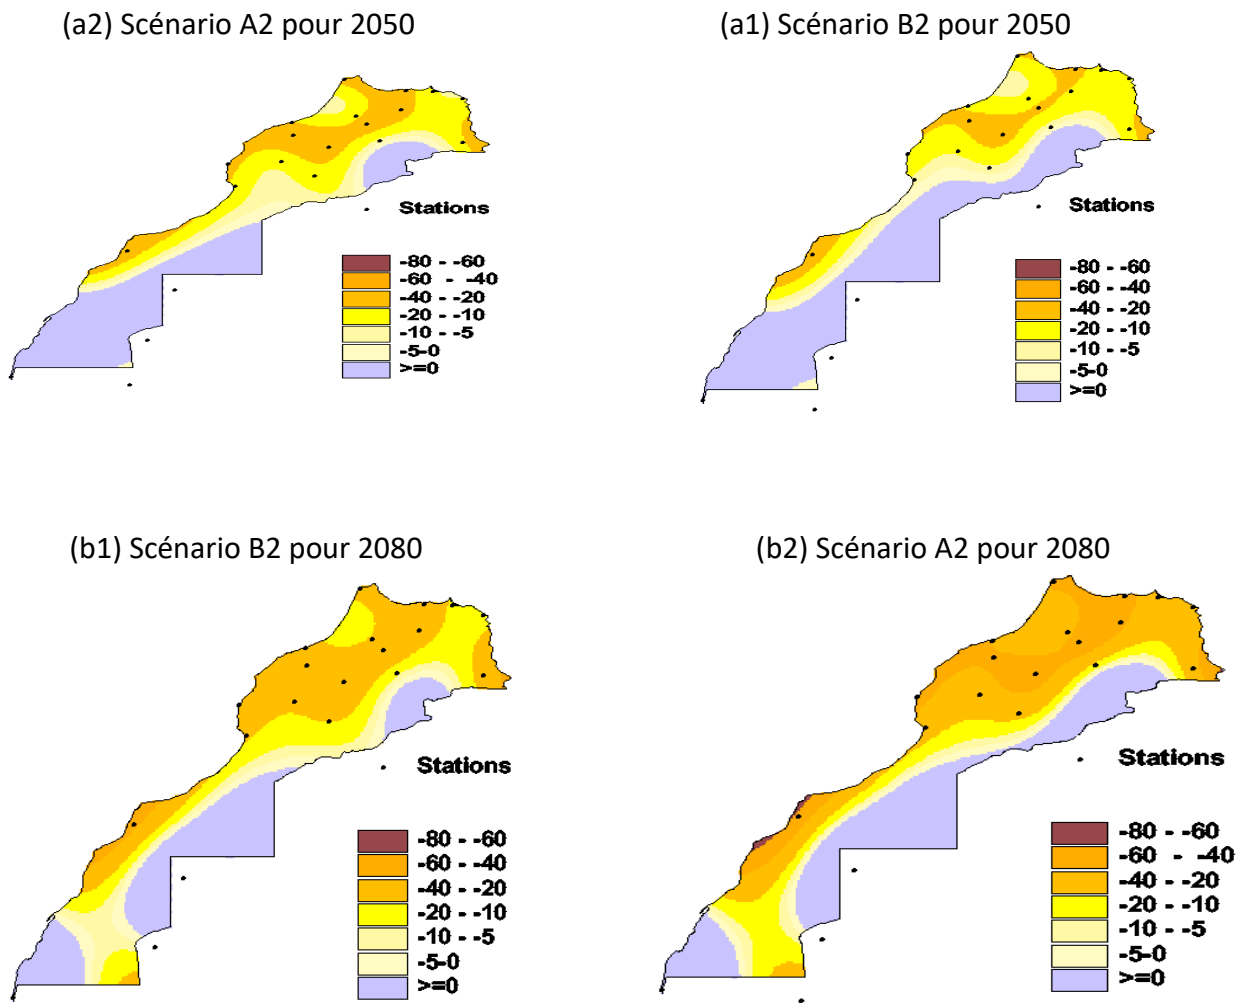 (a2) Scénario A2 pour 2050
(a1) Scénario B2 pour 2050
Stations
-80 - -60
-60 - -40
-40 - -20
-20 - -10
-10 - -5
-5-0
>=0
Stations
-80 - -60
-60 - -40
-40 - -20
-20 - -10
-10 - -5
-5-0
>=0
(b1) Scénario B2 pour 2080
(b2) Scénario A2 pour 2080
Stations
-80 - -60
-60 - -40
-40 - -20
-20 - -10
-10 - -5
-5-0
>=0
Stations
-80 - -60
-60 - -40
-40 - -20
-20 - -10
-10 - -5
-5-0
>=0